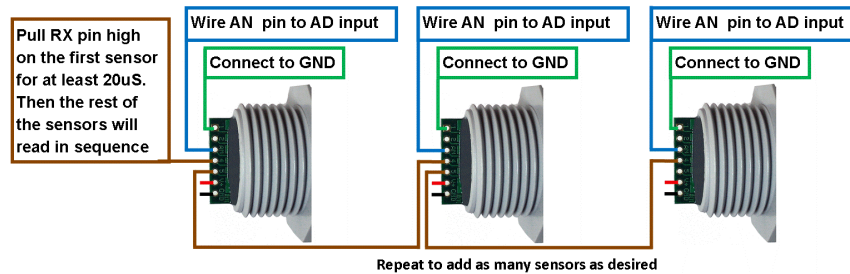 Pull RX pin high
on the first sensor
for at least 20uS.
Then the rest of
the sensors will
read in sequence
Wire AN pin to AD input
Connect to GND
Wire AN pin to AD input
Connect to GND
Wire AN pin to AD input
Connect to GND
Repeat to add as many sensors as desired